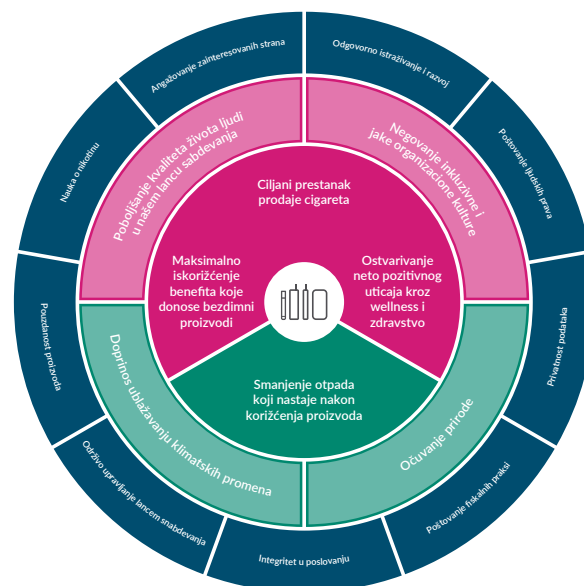 Angažovanje zainteresovanih strana
Odgovorno istraživanje i razvoj
Poštovanje ljudskih prava
Privatnost podataka
Poštovanje fiskalnih praksi
Integritet u poslovanju
Održivo upravljanje lancem snabdevanja
Pouzdanost proizvoda
Nauka o nikotinu
Poboljšanje kvaliteta života ljudi
u našem lancu sabdevanja
Negovanje inkluzivne i
jake organizacione kulture
Očuvanje prirode
Doprinos ublažavanju klimatskih promena
Ciljani prestanak
prodaje cigareta
Maksimalno
iskorižćenje
benefita koje
donose bezdimni
proizvodi
Ostvarivanje
neto pozitivnog
uticaja kroz
wellness i
zdravstvo
Smanjenje otpada
koji nastaje nakon
korižćenja proizvoda